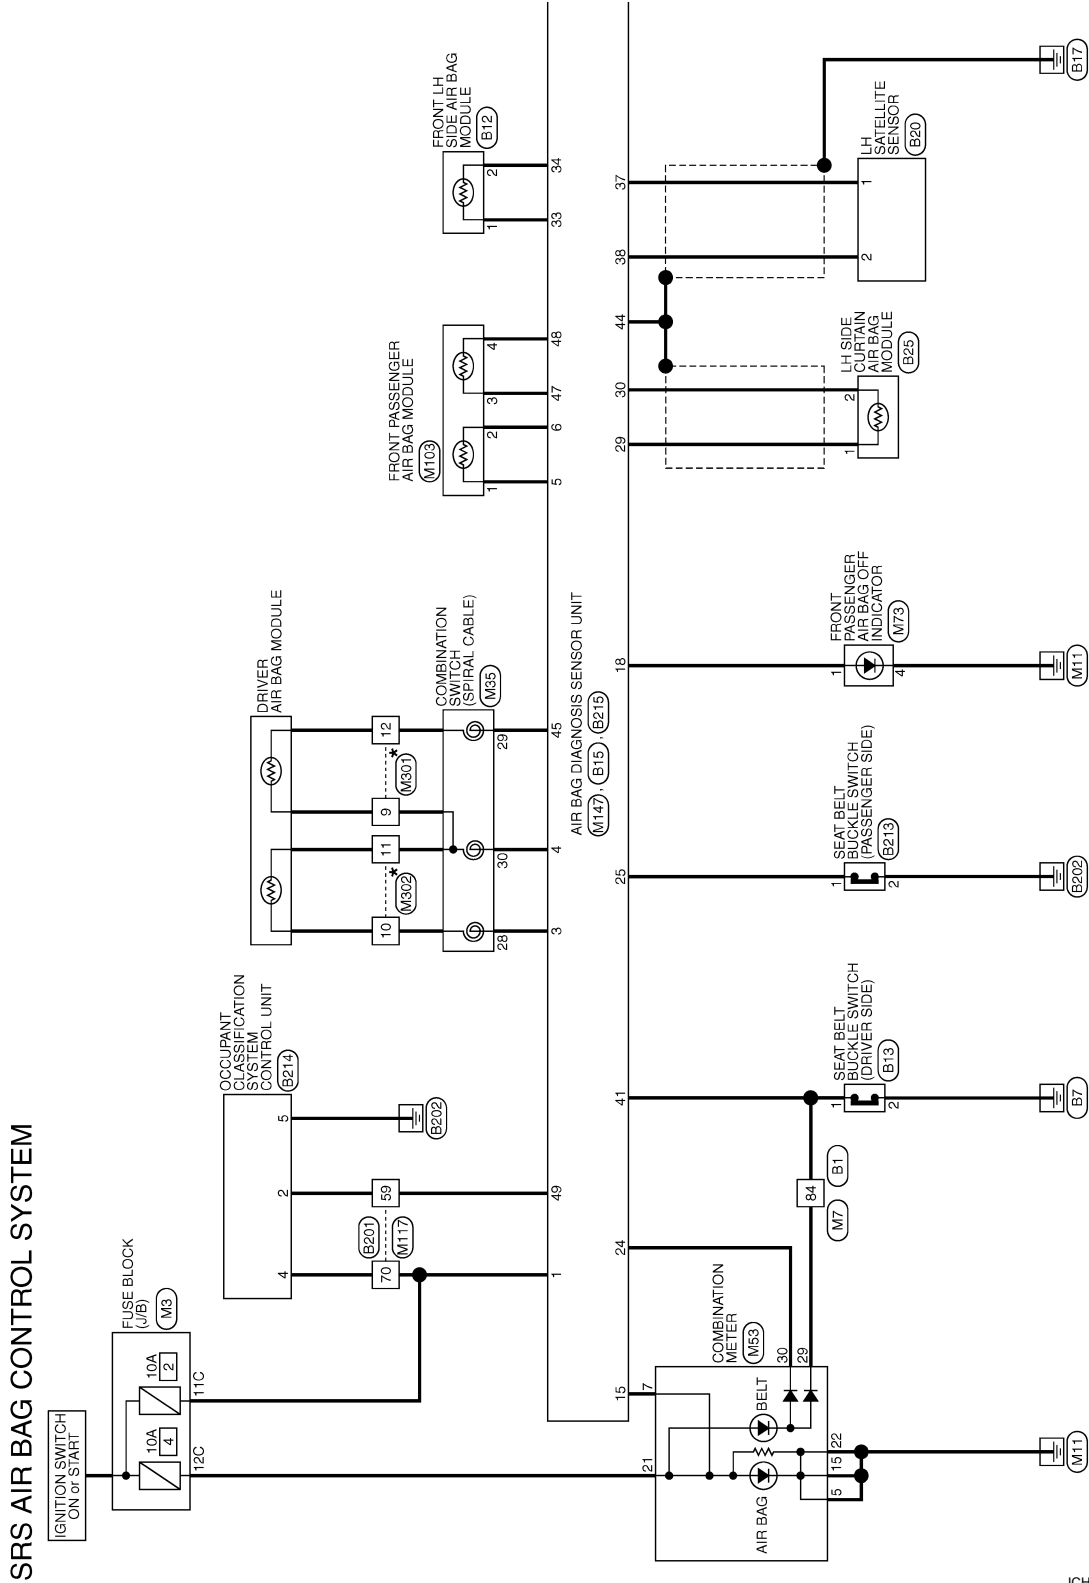 SRS AIR BAG CONTROL SYSTEM
IGNITION SWITCH
ON or START
FUSE BLOCK
(J/B)
M3
10A
4
10A
2
12C
11C
OCCUPANT
CLASSIFICATION
SYSTEM
CONTROL UNIT
B214
4
2
5
70
59
B201
M117
B202
1
49
DRIVER
AIR BAG MODULE
10
11
9
12
*
M302
*
M301
COMBINATION
SWITCH
(SPIRAL CABLE)
M35
28
30
29
3
4
45
FRONT PASSENGER
AIR BAG MODULE
M103
1
2
3
4
5
6
47
48
FRONT LH
SIDE AIR BAG
MODULE
B12
1
2
33
34
AIR BAG DIAGNOSIS SENSOR UNIT
M147 , B15 , B215
15
24
41
25
18
29
30
44
38
37
COMBINATION
METER
M53
21
7
30
29
AIR BAG
BELT
5
15
22
M11
84
M7
B1
SEAT BELT
BUCKLE SWITCH
(DRIVER SIDE)
B13
1
2
B7
SEAT BELT
BUCKLE SWITCH
(PASSENGER SIDE)
B213
1
2
B202
FRONT
PASSENGER
AIR BAG OFF
INDICATOR
M73
1
4
M11
LH SIDE
CURTAIN
AIR BAG
MODULE
B25
1
2
LH
SATELLITE
SENSOR
B20
2
1
B17